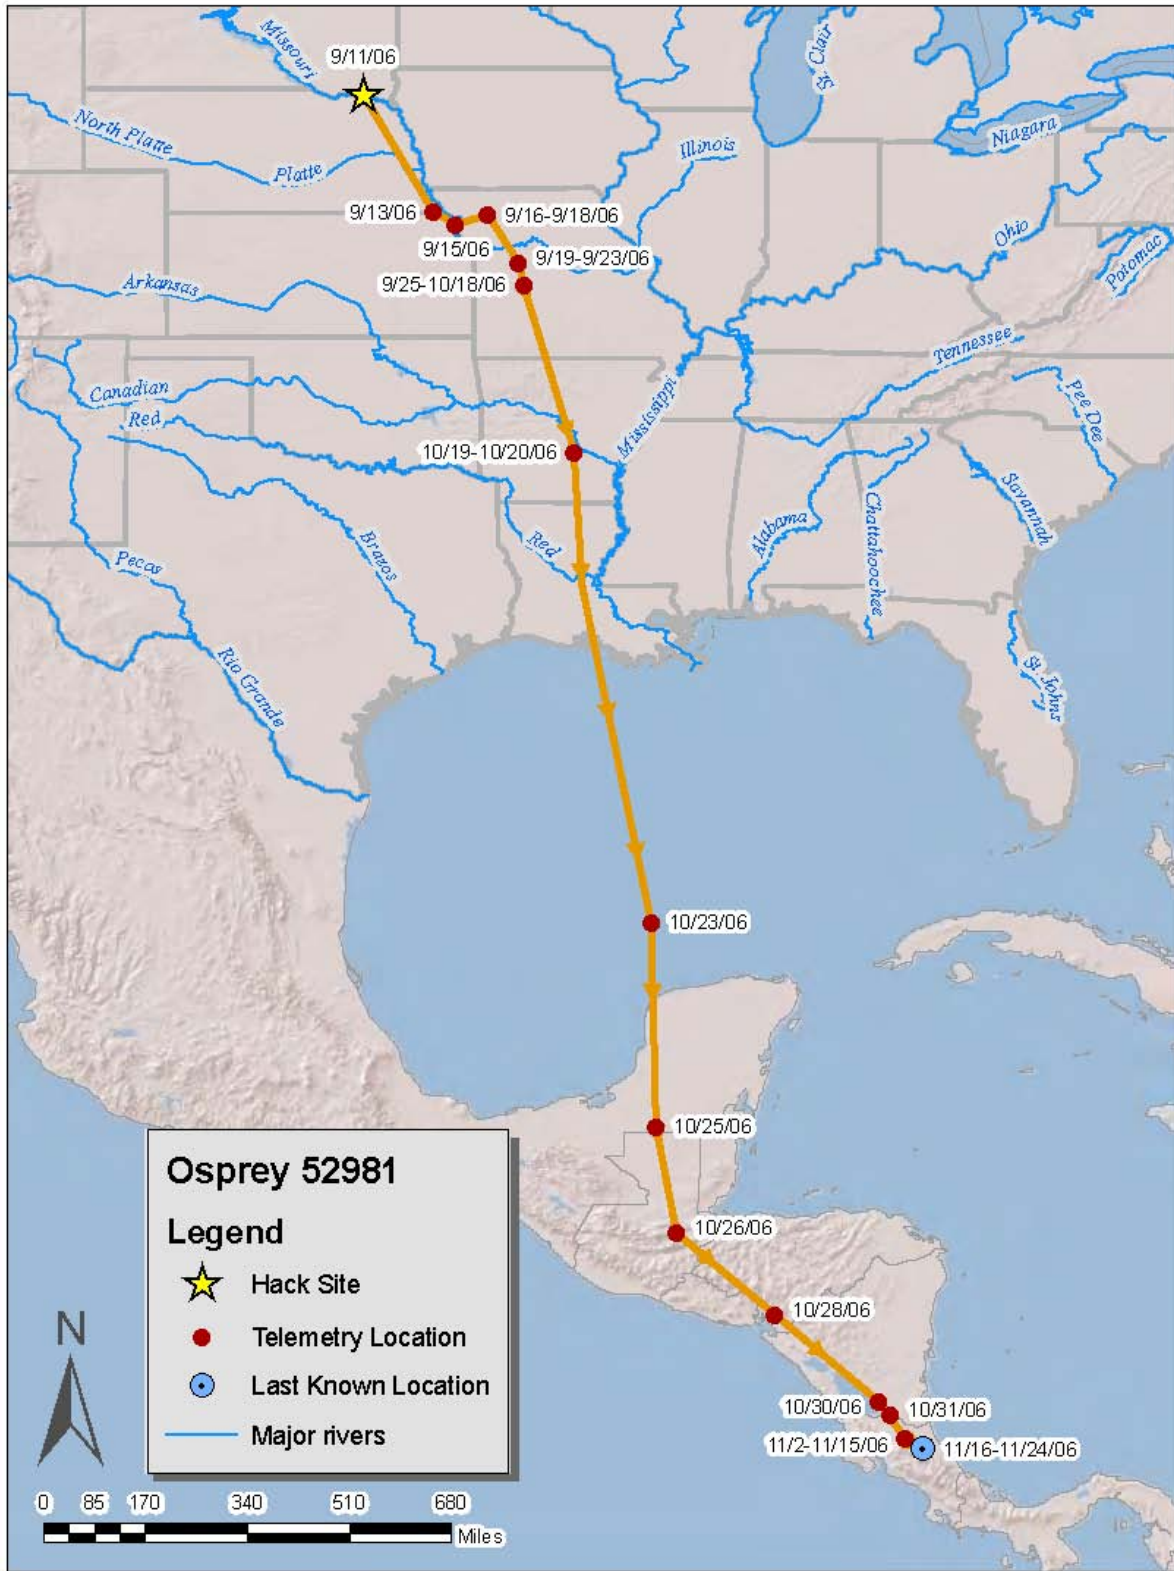 Missouri
9/11/06
St. Clair
North Platte
Platte
Illinois
Niagara
9/13/06
9/16-9/18/06
9/15/06
9/19-9/23/06
9/25-10/18/06
Ohio
Potomac
Arkansas
Tennessee
Canadian
Red
Mississippi
Pee Dee
10/19-10/20/06
Savannah
Alabama
Chattahoochee
Red
Brazos
Pecas
Rio Grande
St. Johns
10/23/06
10/25/06
10/26/06
10/28/06
10/30/06
10/31/06
11/2-11/15/06
11/16-11/24/06
Osprey 52981
Legend
Hack Site
Telemetry Location
Last Known Location
Major rivers
N
0 85 170 340 510 680
Miles